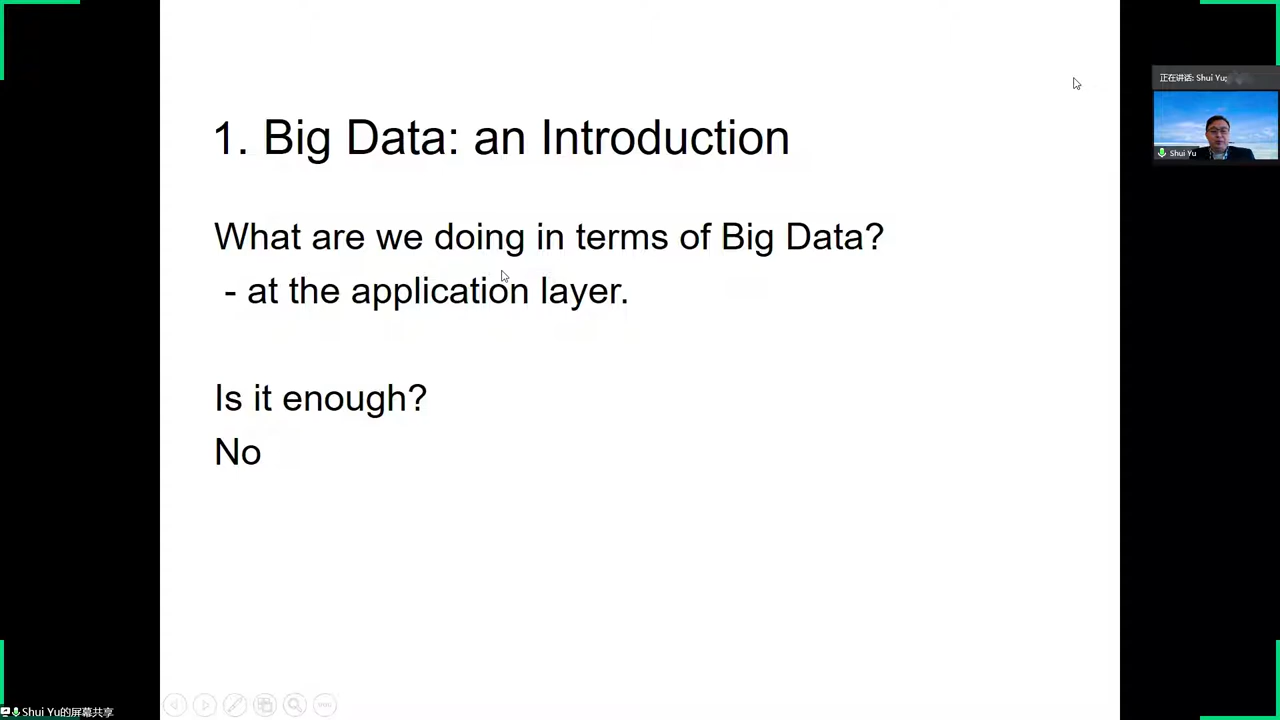 1. Big Data: an Introduction
What are we doing in terms of Big Data?
- at the application layer.
Is it enough?
No
正在讲话: Shui Yu;
Shui Yu
Shui Yu的屏幕共享